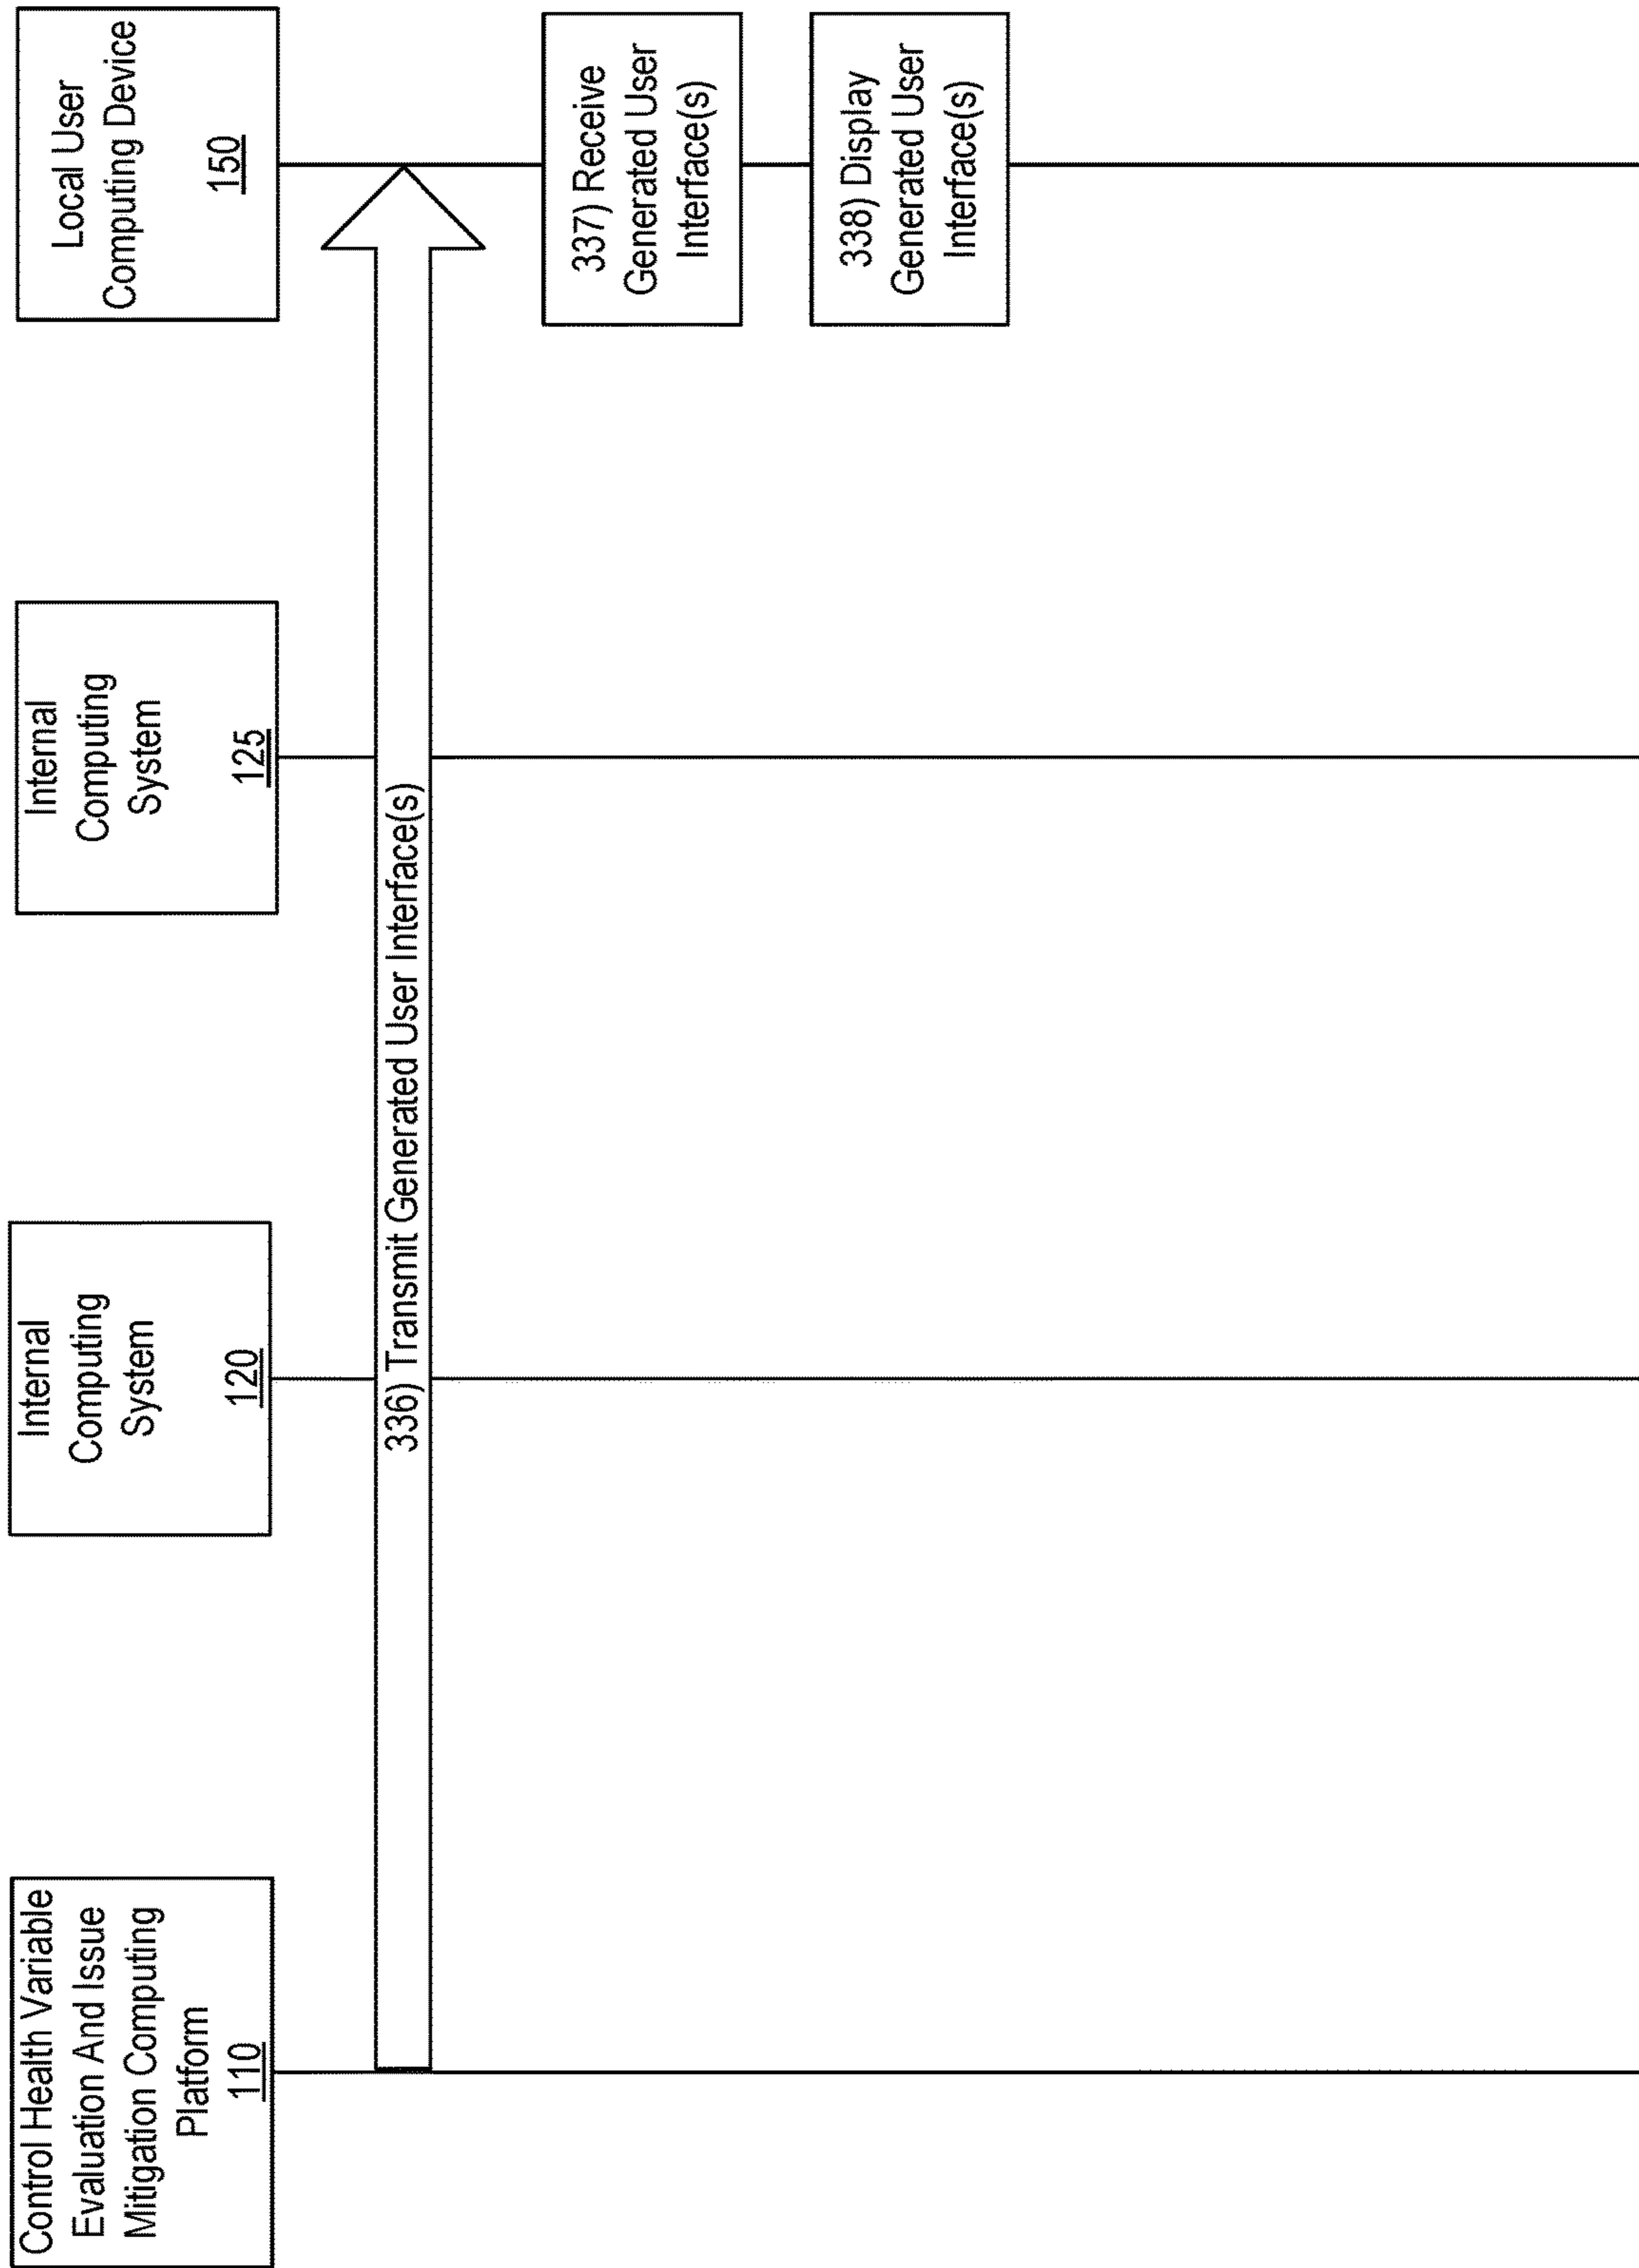 Control Health Variable
Evaluation And Issue
Mitigation Computing
Platform
110
Internal
Computing
System
120
Internal
Computing
System
125
Local User
Computing Device
150
336) Transmit Generated User Interface(s)
337) Receive
Generated User
Interface(s)
338) Display
Generated User
Interface(s)